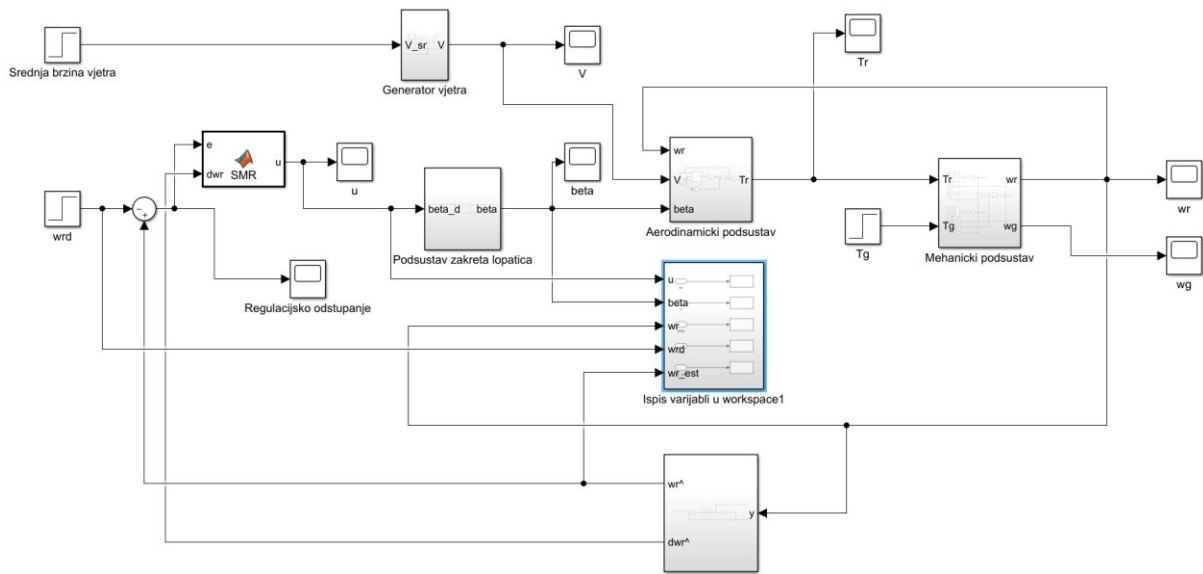 Srednja brzina vjetra
V_sr V
Generator vjetra
V
Tr
e
dwr
u
SMR
u
wrd
−
+
Regulacijsko odstupanje
beta_d beta
Podsustav zakreta lopatica
beta
wr
V
beta
Tr
Aerodinamicki podsustav
Tg
Tr
Tg
wr
wg
Mehanicki podsustav
wr
wg
u
beta
wr
wrd
wr_est
Ispis varijabli u workspace1
wr^
dwr^
y